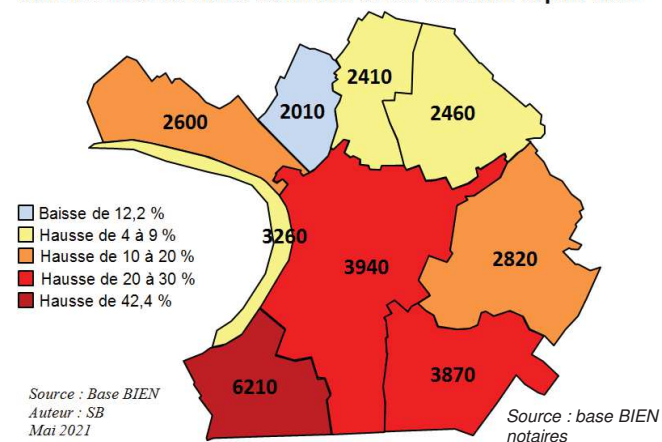 2410
2600
2010
2460
Baisse de 12,2 %
Hausse de 4 à 9 %
3260
Hausse de 10 à 20 %
2820
Hausse de 20 à 30 %
3940
Hausse de 42,4 %
6210
3870
Source : Base BIEN
Auteur : SB
Mai 2021
Source : base BIEN
notaires